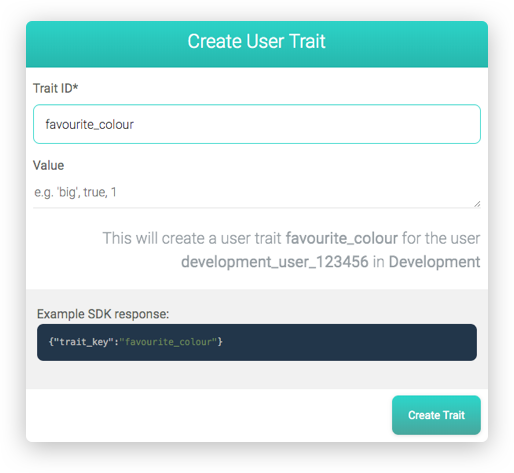 Create User Trait
Trait ID*
favourite_colour
Value
e.g. 'big', true, 1
This will create a user trait favourite_colour for the user
development_user_123456 in Development
Example SDK response:
{"trait_key":"favourite_colour"}
Create Trait